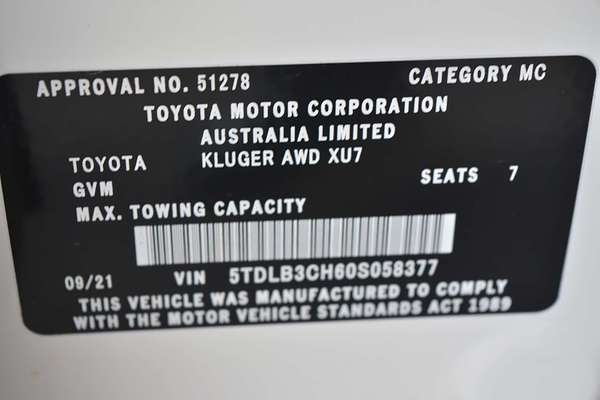 APPROVAL NO. 51278 CATEGORY MC
TOYOTA MOTOR CORPORATION
AUSTRALIA LIMITED
TOYOTA KLUGER AWD XU7
GVM SEATS 7
MAX. TOWING CAPACITY
09/21 VIN 5TDLB3CH60S058377
THIS VEHICLE WAS MANUFACTURED TO COMPLY
WITH THE MOTOR VEHICLE STANDARDS ACT 1989